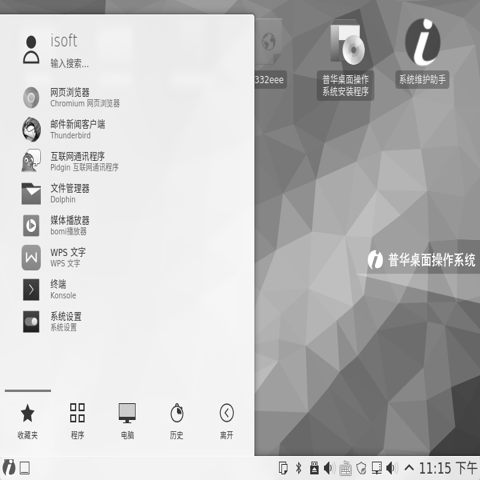 isoft
输入搜索...
网页浏览器
Chromium 网页浏览器
邮件新闻客户端
Thunderbird
互联网通讯程序
Pidgin 互联网通讯程序
文件管理器
Dolphin
媒体播放器
bomi播放器
WPS 文字
WPS 文字
终端
Konsole
系统设置
系统设置
收藏夹
程序
电脑
历史
离开
332eee
普华桌面操作
系统安装程序
系统维护助手
普华桌面操作系统
11:15 下午